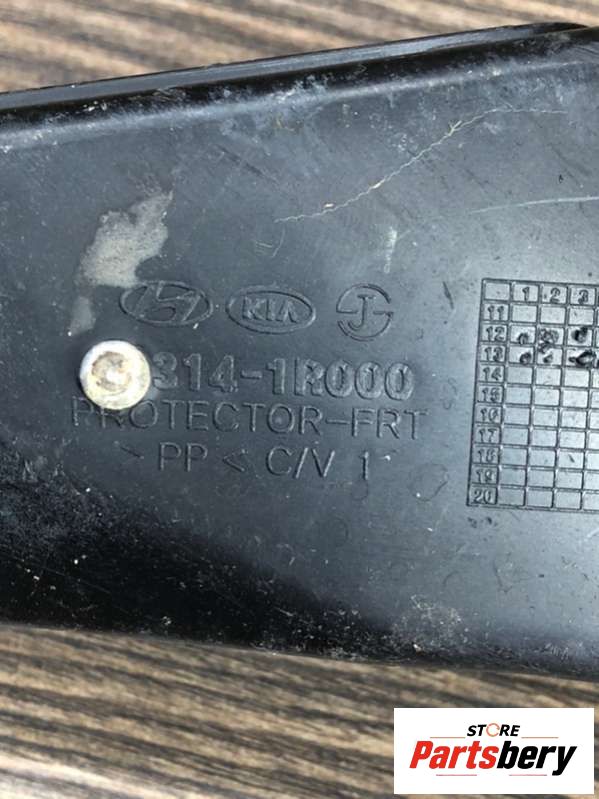 KIA
314-1R000
PROTECTOR-FRT
> PP < C/V 1
1 2 3
11
12
13
14
15
16
17
18
19
20
STORE
Partsbery